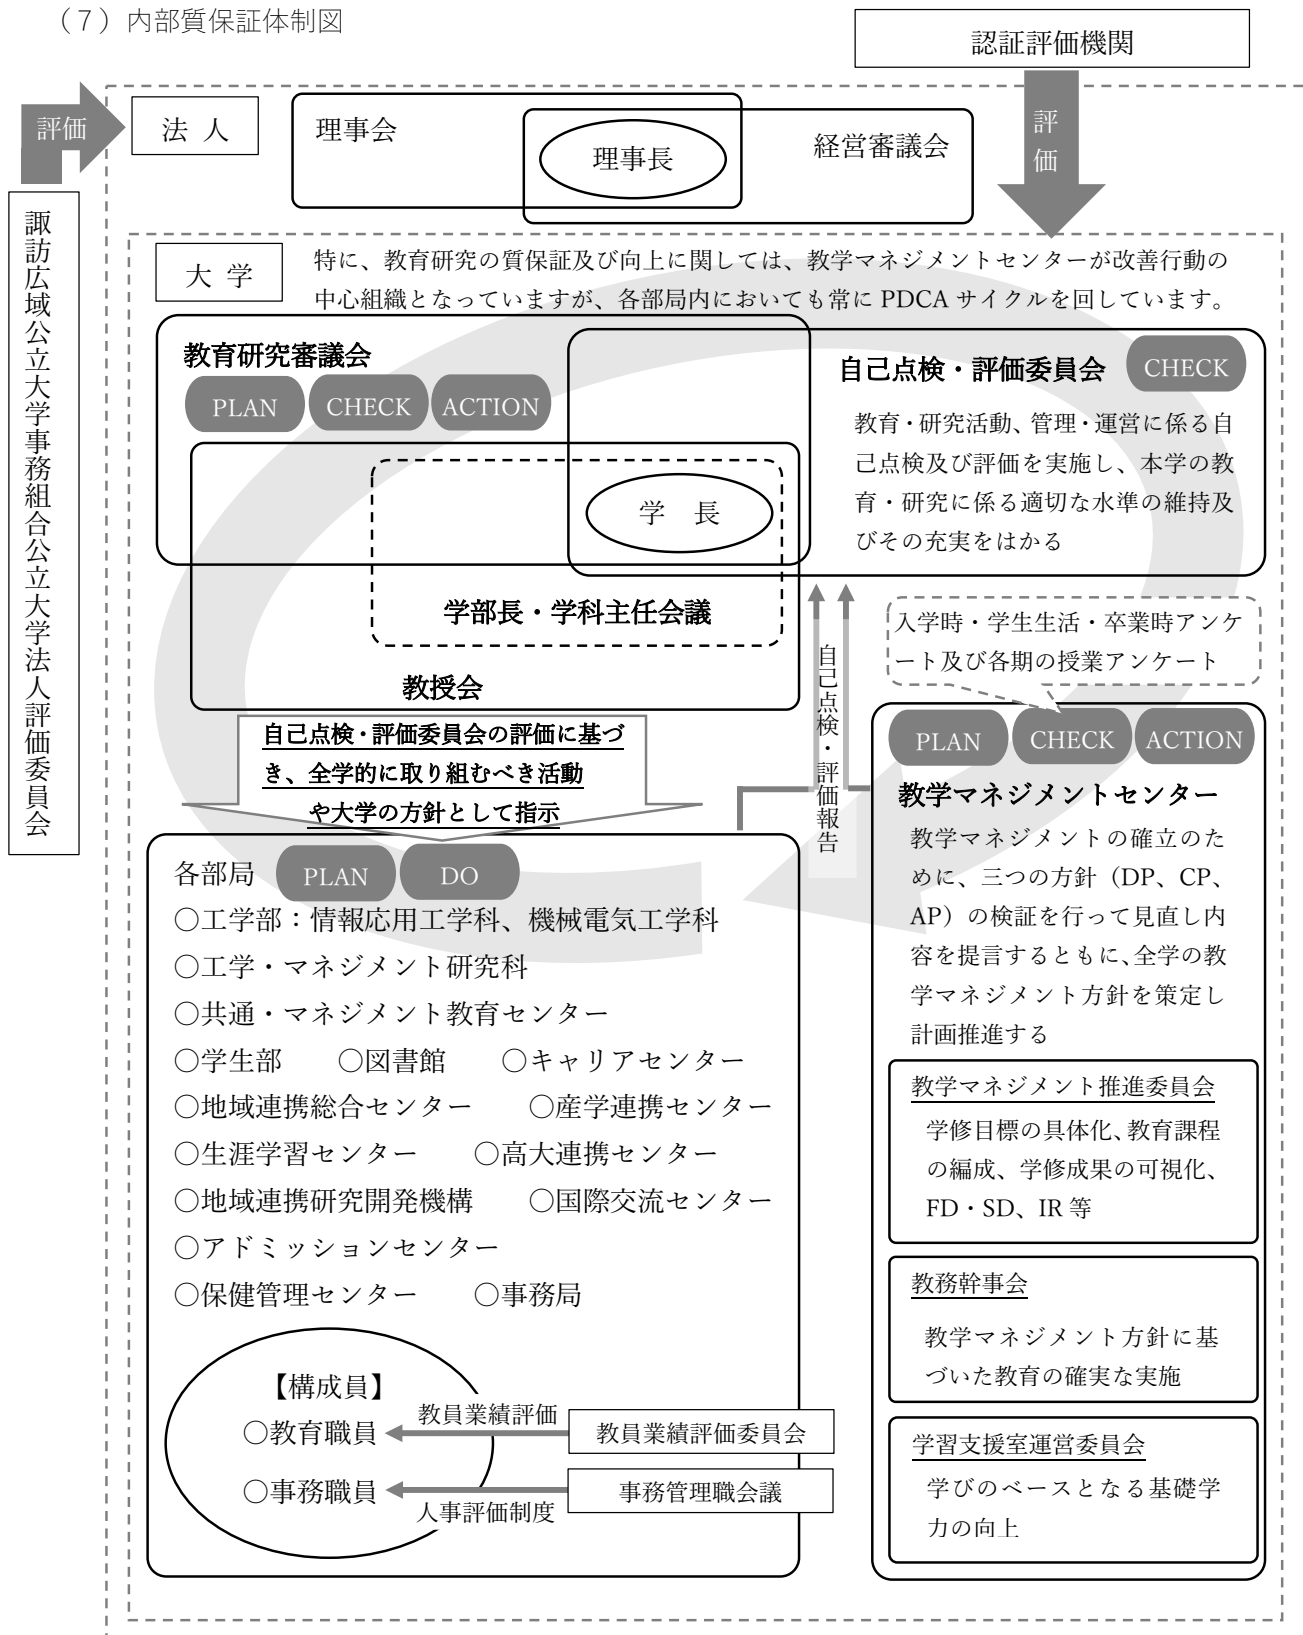 （７）内部質保証体制図
認証評価機関
評価
評
価
法 人
理事会
理事長
経営審議会
諏訪広域公立大学事務組合公立大学法人評価委員会
大 学
特に、教育研究の質保証及び向上に関しては、教学マネジメントセンターが改善行動の
中心組織となっていますが、各部局内においても常に PDCA サイクルを回しています。
教育研究審議会
PLAN
CHECK
ACTION
自己点検・評価委員会
CHECK
教育・研究活動、管理・運営に係る自
己点検及び評価を実施し、本学の教
育・研究に係る適切な水準の維持及
びその充実をはかる
学 長
学部長・学科主任会議
教授会
自己点検・評価委員会の評価に基づ
き、全学的に取り組むべき活動
や大学の方針として指示
自己点検・評価報告
入学時・学生生活・卒業時アンケ
ート及び各期の授業アンケート
PLAN
CHECK
ACTION
教学マネジメントセンター
教学マネジメントの確立のた
めに、三つの方針（DP、CP、
AP）の検証を行って見直し内
容を提言するともに、全学の教
学マネジメント方針を策定し
計画推進する
教学マネジメント推進委員会
学修目標の具体化、教育課程
の編成、学修成果の可視化、
FD・SD、IR 等
教務幹事会
教学マネジメント方針に基
づいた教育の確実な実施
学習支援室運営委員会
学びのベースとなる基礎学
力の向上
各部局
PLAN
DO
○工学部：情報応用工学科、機械電気工学科
○工学・マネジメント研究科
○共通・マネジメント教育センター
○学生部 ○図書館 ○キャリアセンター
○地域連携総合センター ○産学連携センター
○生涯学習センター ○高大連携センター
○地域連携研究開発機構 ○国際交流センター
○アドミッションセンター
○保健管理センター ○事務局
【構成員】
○教育職員
教員業績評価
教員業績評価委員会
○事務職員
人事評価制度
事務管理職会議